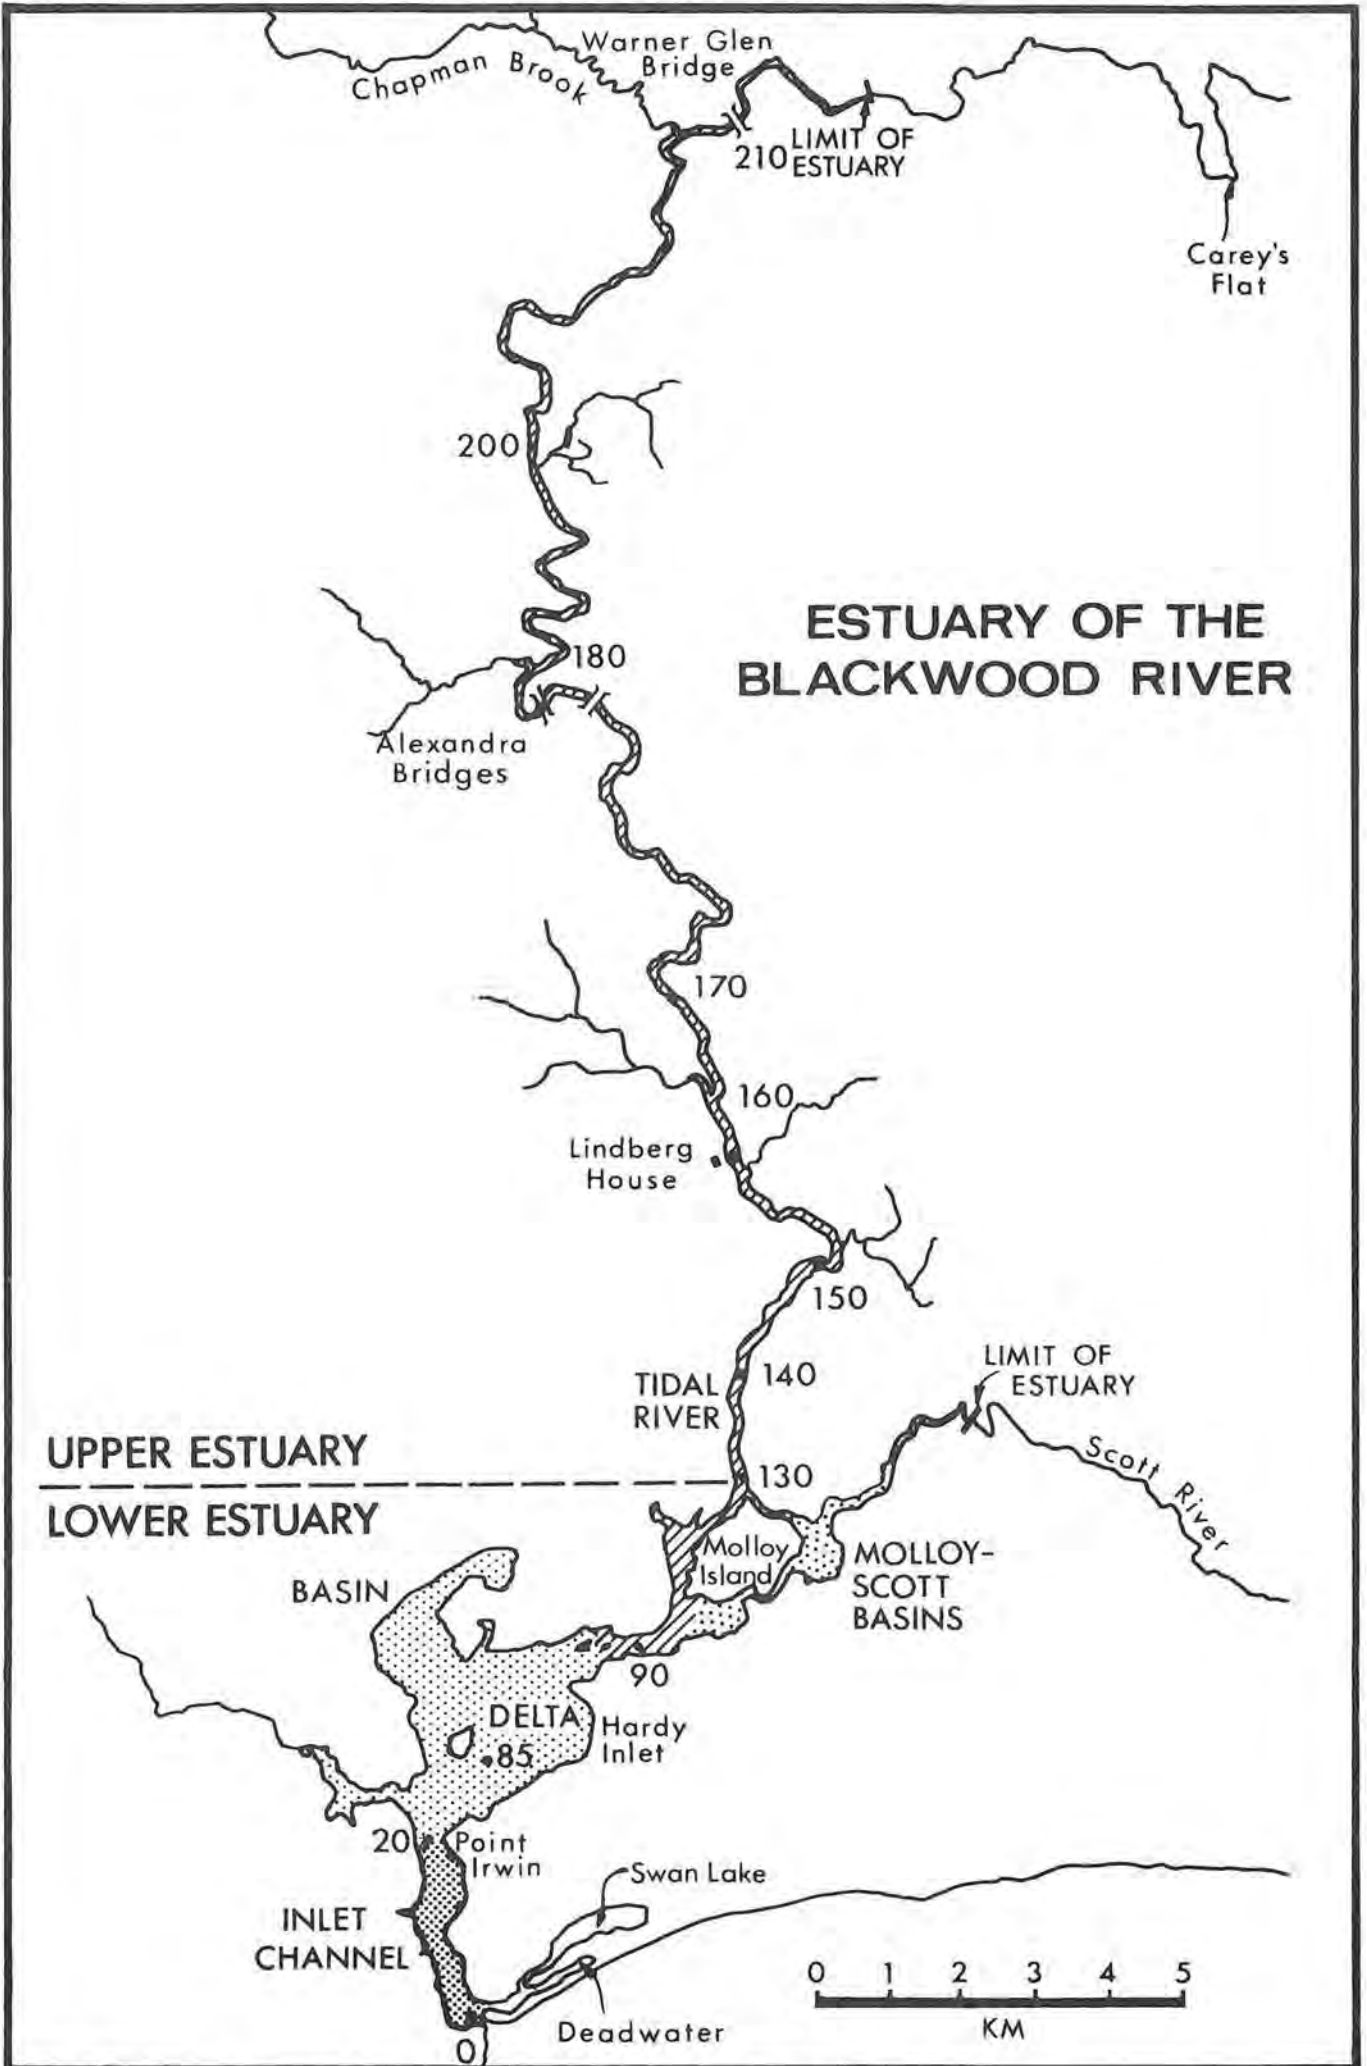 Warner Glen
Bridge
Chapman Brook
210
LIMIT OF
ESTUARY
Carey's
Flat
200
ESTUARY OF THE
BLACKWOOD RIVER
180
Alexandra
Bridges
170
160
Lindberg
House
150
LIMIT OF
ESTUARY
140
TIDAL
RIVER
Scott River
UPPER ESTUARY
130
LOWER ESTUARY
Molloy
Island
MOLLOY-
SCOTT
BASINS
BASIN
90
DELTA
Hardy
Inlet
85
20
Point
Irwin
Swan Lake
INLET
CHANNEL
0 1 2 3 4 5
KM
Deadwater
0